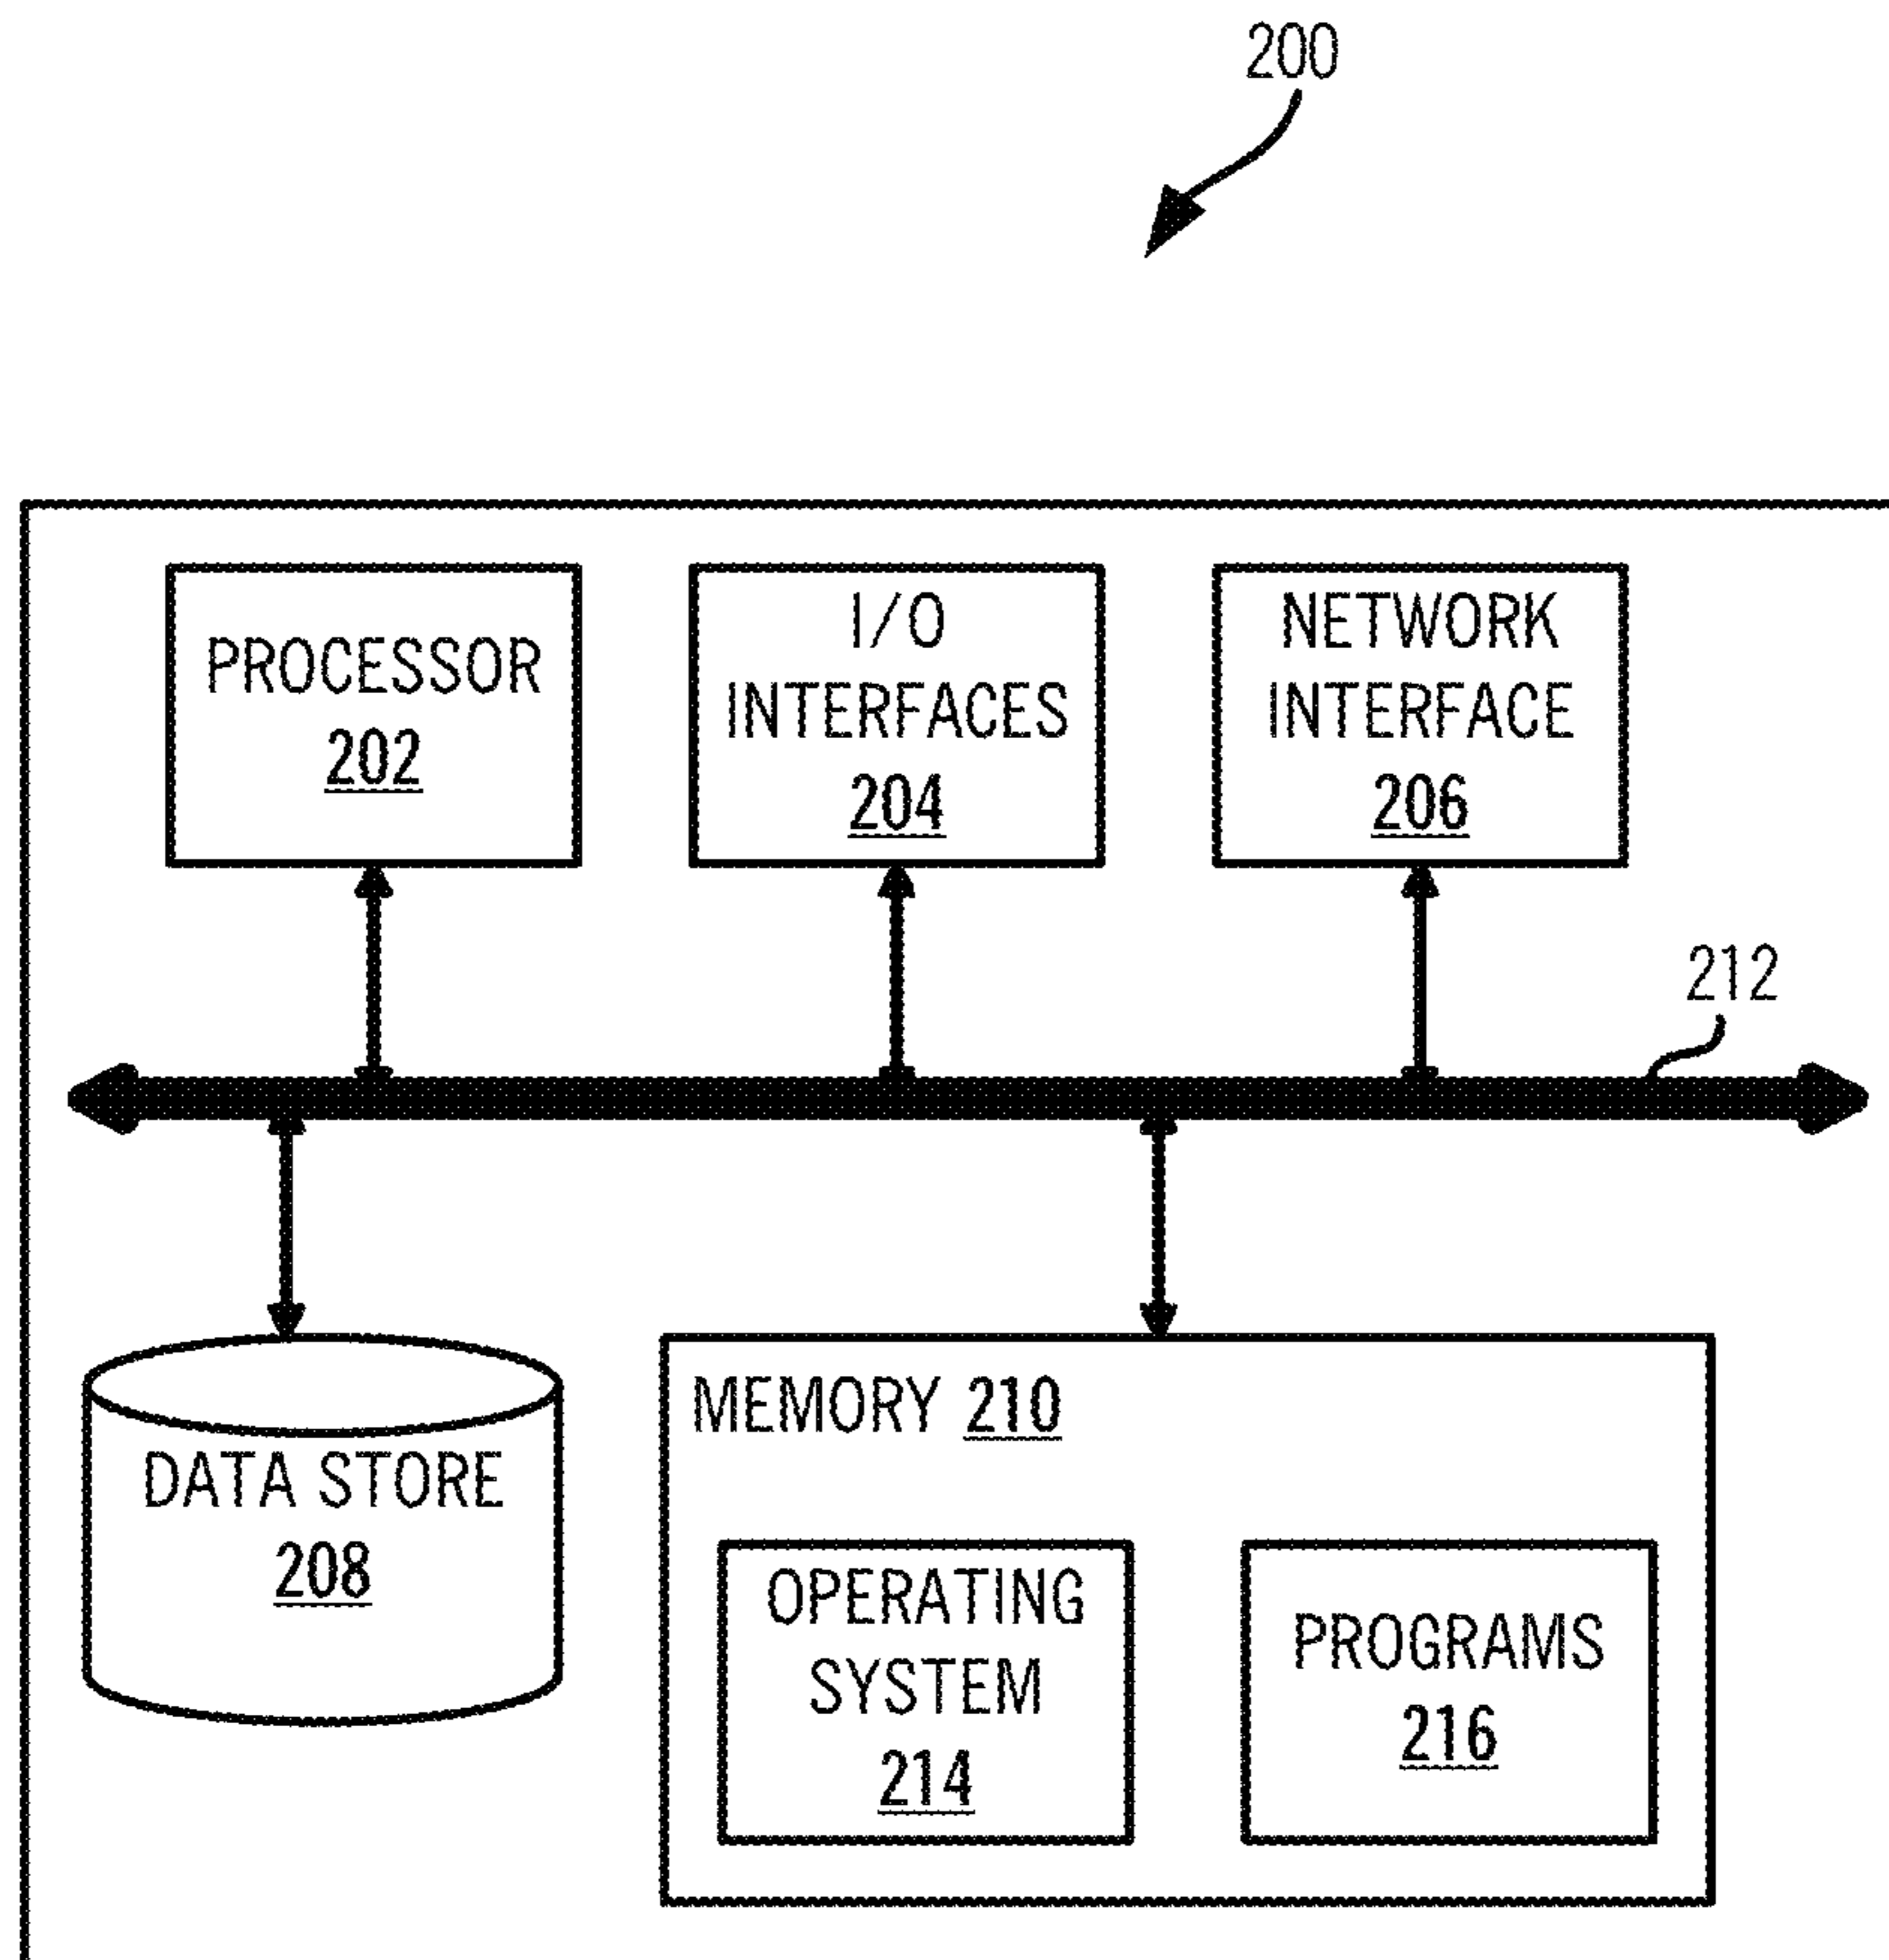 200
PROCESSOR
202
I/O
INTERFACES
204
NETWORK
INTERFACE
206
212
DATA STORE
208
MEMORY 210
OPERATING
SYSTEM
214
PROGRAMS
216